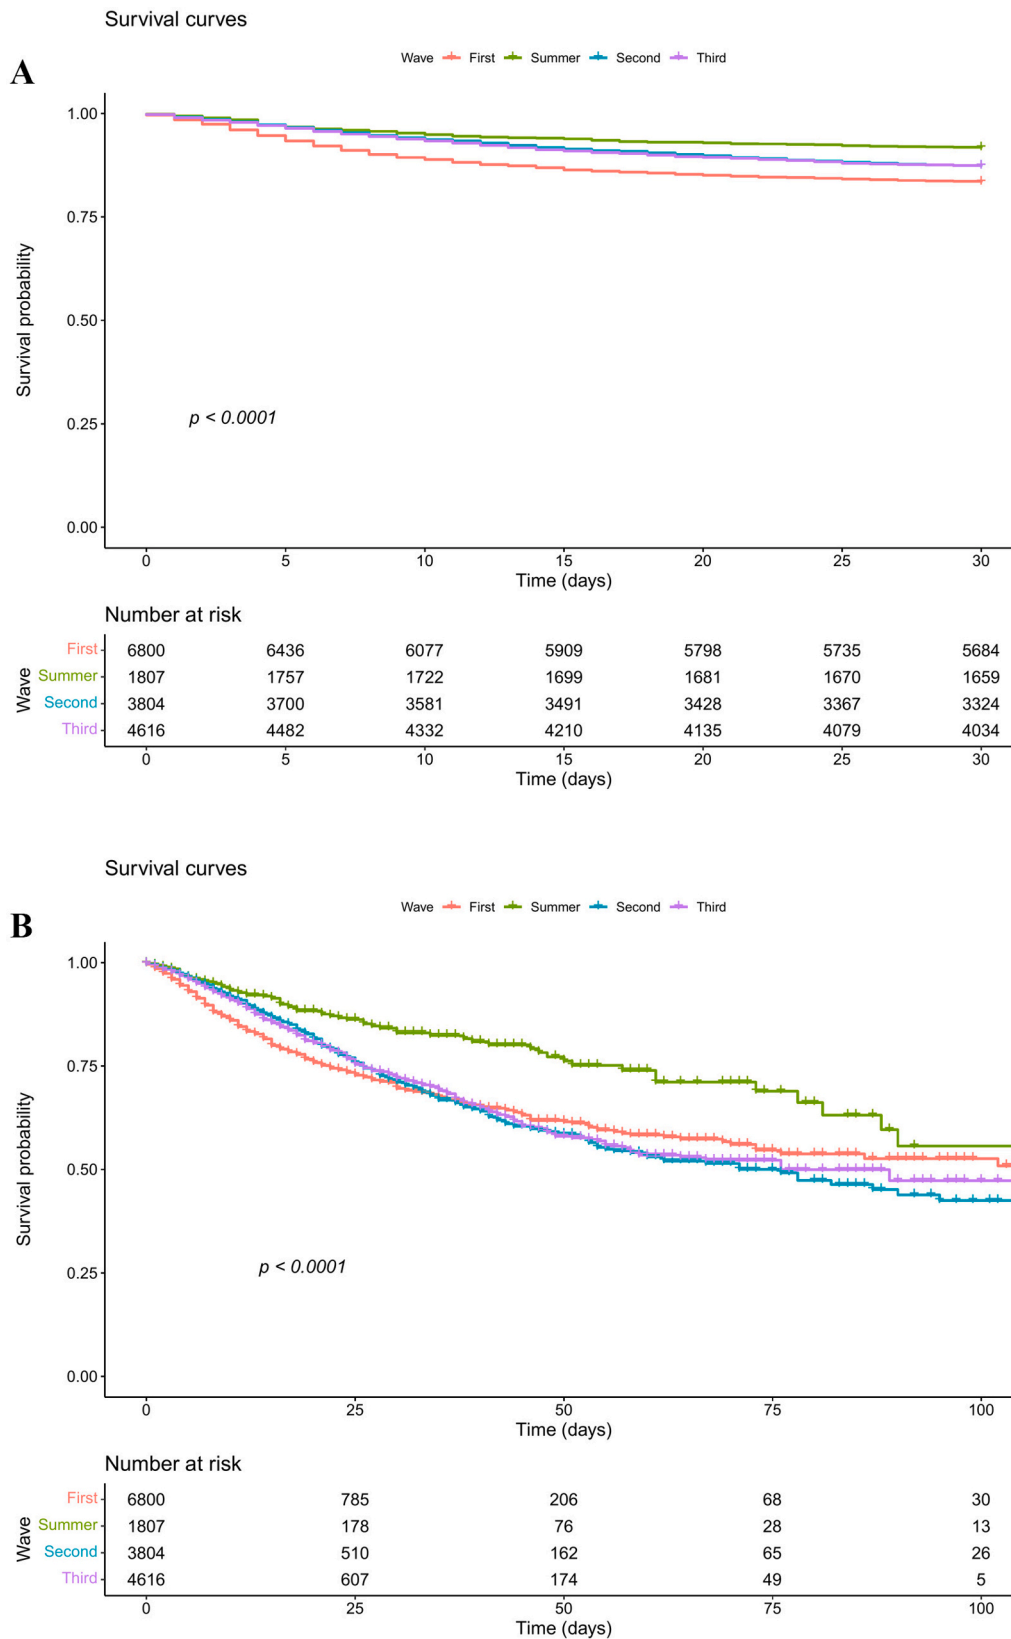 Survival curves
A
Wave First Summer Second Third
Survival probability
1.00
0.75
0.50
0.25
0.00
p < 0.0001
0 5 10 15 20 25 30
Time (days)
Number at risk
Wave
First 6800 6436 6077 5909 5798 5735 5684
Summer 1807 1757 1722 1699 1681 1670 1659
Second 3804 3700 3581 3491 3428 3367 3324
Third 4616 4482 4332 4210 4135 4079 4034
0 5 10 15 20 25 30
Time (days)
Survival curves
B
Wave First Summer Second Third
Survival probability
1.00
0.75
0.50
0.25
0.00
p < 0.0001
0 25 50 75 100
Time (days)
Number at risk
Wave
First 6800 785 206 68 30
Summer 1807 178 76 28 13
Second 3804 510 162 65 26
Third 4616 607 174 49 5
0 25 50 75 100
Time (days)